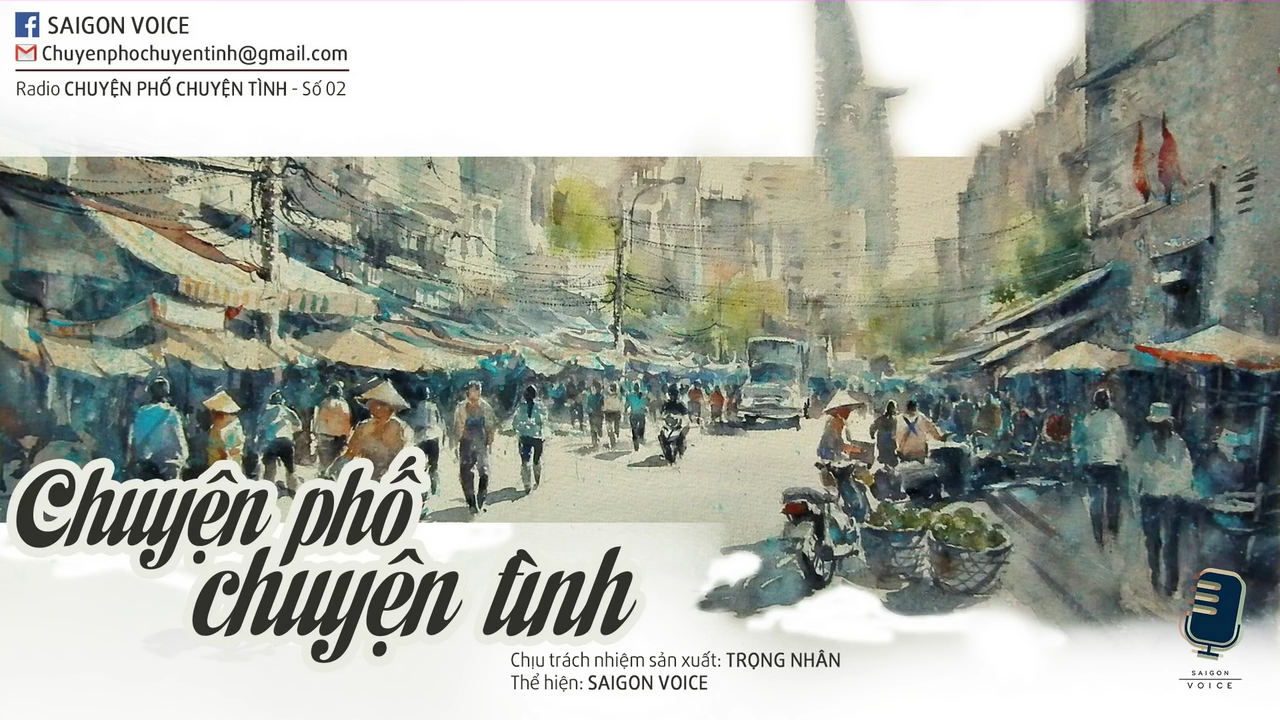 SAIGON VOICE
Chuyenphochuyentinh@gmail.com
Radio CHUYỆN PHỐ CHUYỆN TÌNH - Số 02
Chuyện phố
chuyện tình
Chịu trách nhiệm sản xuất: TRỌNG NHÂN
Thể hiện: SAIGON VOICE
SAIGON
VOICE